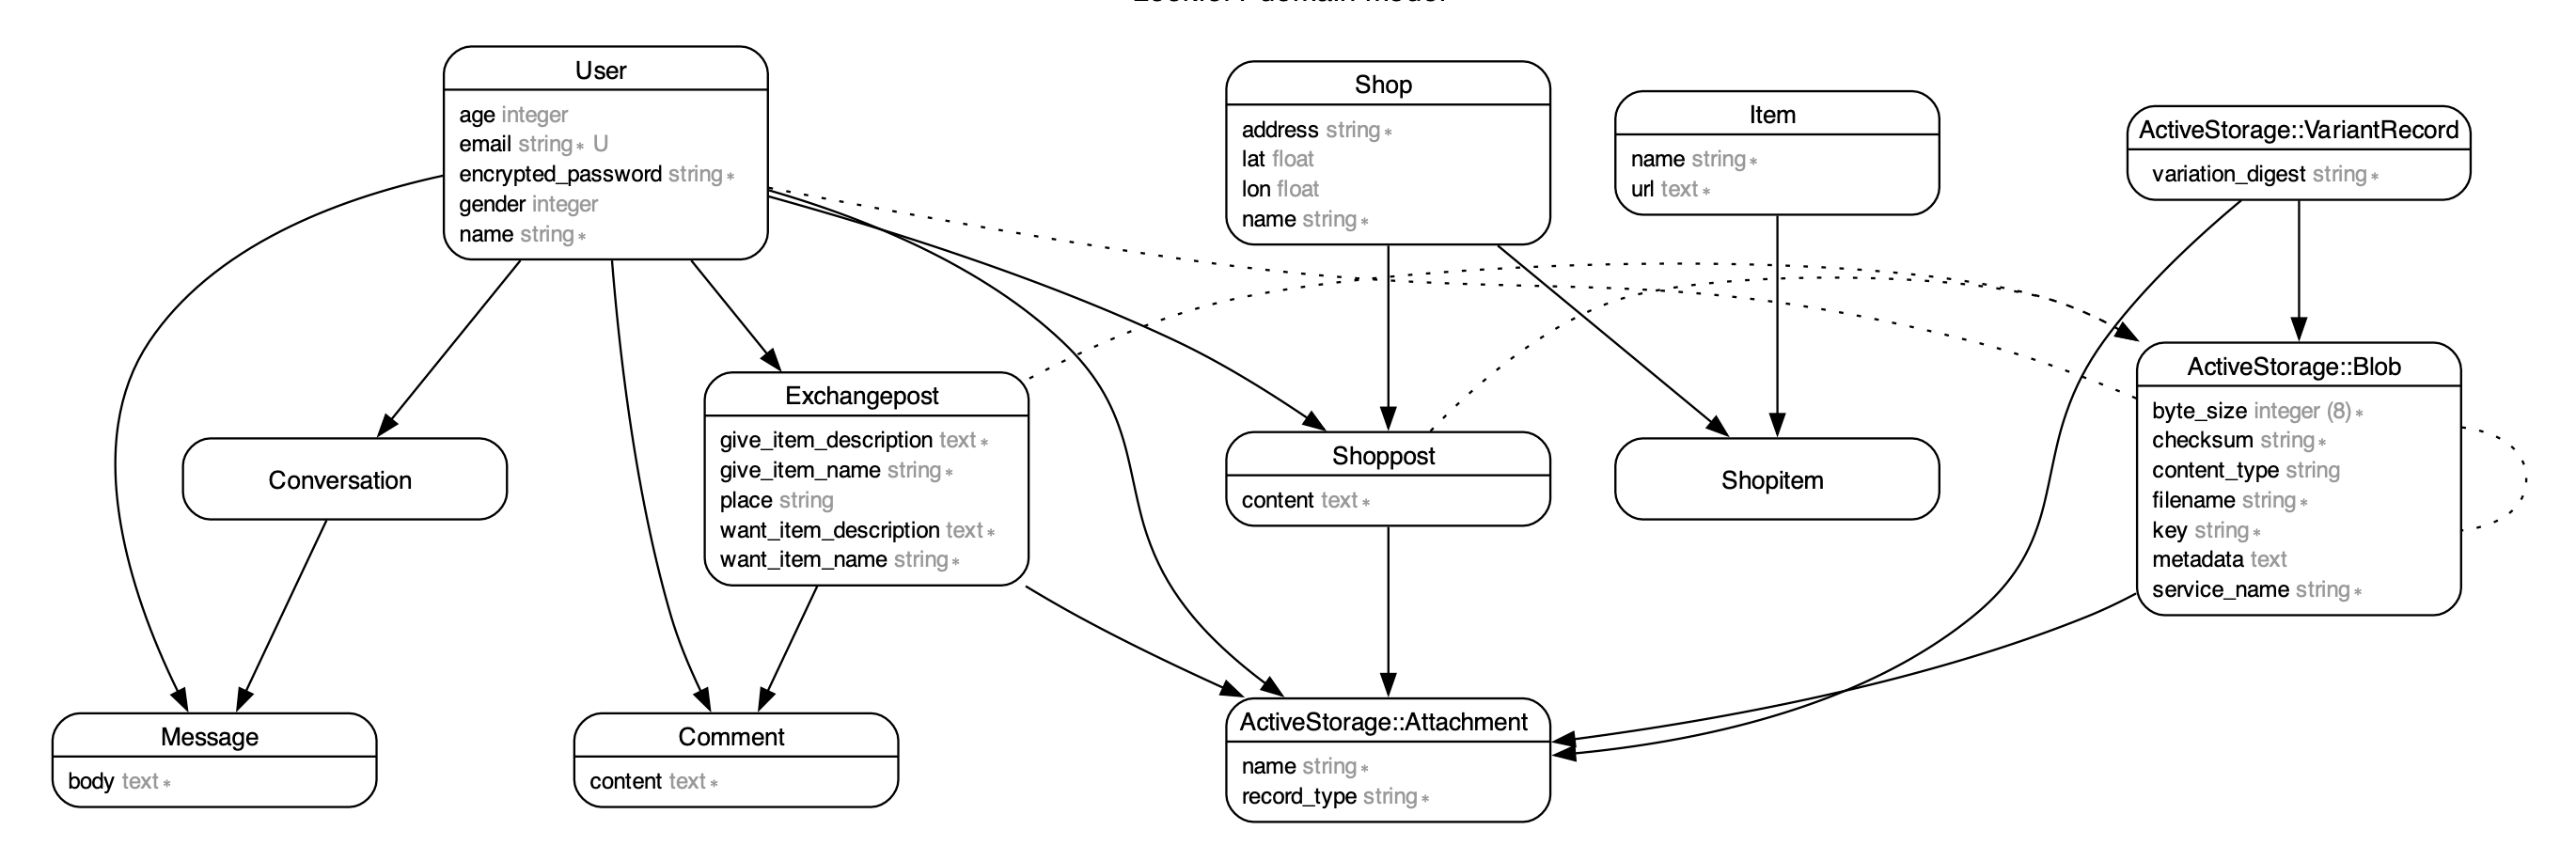 domain model
User
age integer
email string∗ U
encrypted_password string∗
gender integer
name string∗
Shop
address string∗
lat float
lon float
name string∗
Item
name string∗
url text∗
ActiveStorage::VariantRecord
variation_digest string∗
Conversation
Exchangepost
give_item_description text∗
give_item_name string∗
place string
want_item_description text∗
want_item_name string∗
Shoppost
content text∗
Shopitem
ActiveStorage::Blob
byte_size integer (8)∗
checksum string∗
content_type string
filename string∗
key string∗
metadata text
service_name string∗
Message
body text∗
Comment
content text∗
ActiveStorage::Attachment
name string∗
record_type string∗